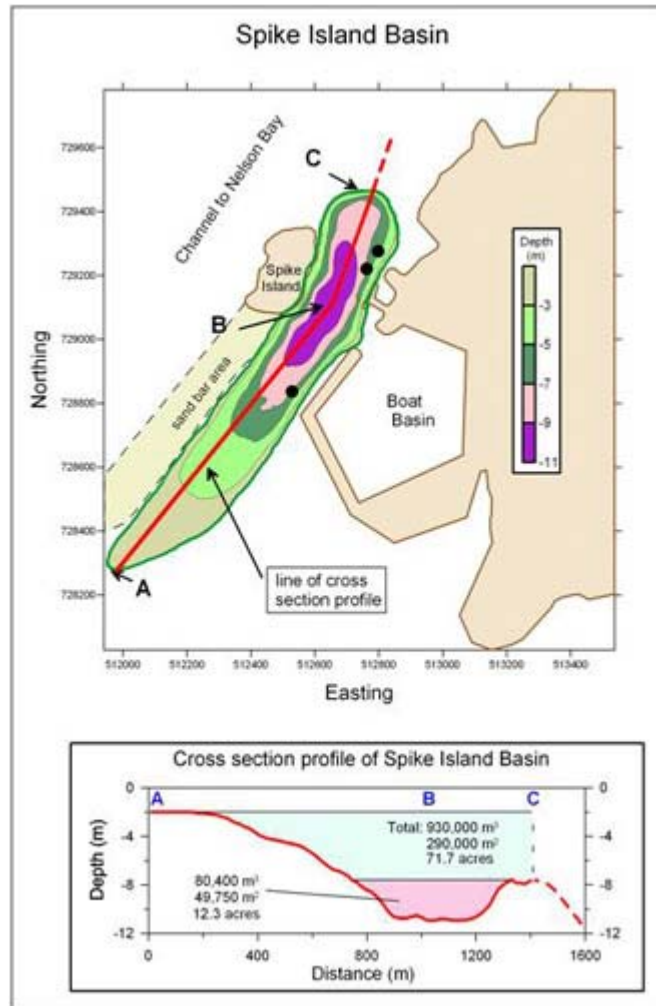 Spike Island Basin
729600
729400
729200
729000
728800
728600
728400
728200
Northing
Channel to Nelson Bay
C
Spike
Island
B
sand bar area
Boat
Basin
Depth
(m)
-3
-5
-7
-9
-11
A
line of cross
section profile
512000
512200
512400
512600
512800
513000
513200
513400
Easting
Cross section profile of Spike Island Basin
0
-4
-8
-12
Depth (m)
A
B
C
Total: 930,000 m³
290,000 m²
71.7 acres
80,400 m³
49,750 m²
12.3 acres
0
-4
-8
-12
0
400
800
1200
1600
Distance (m)